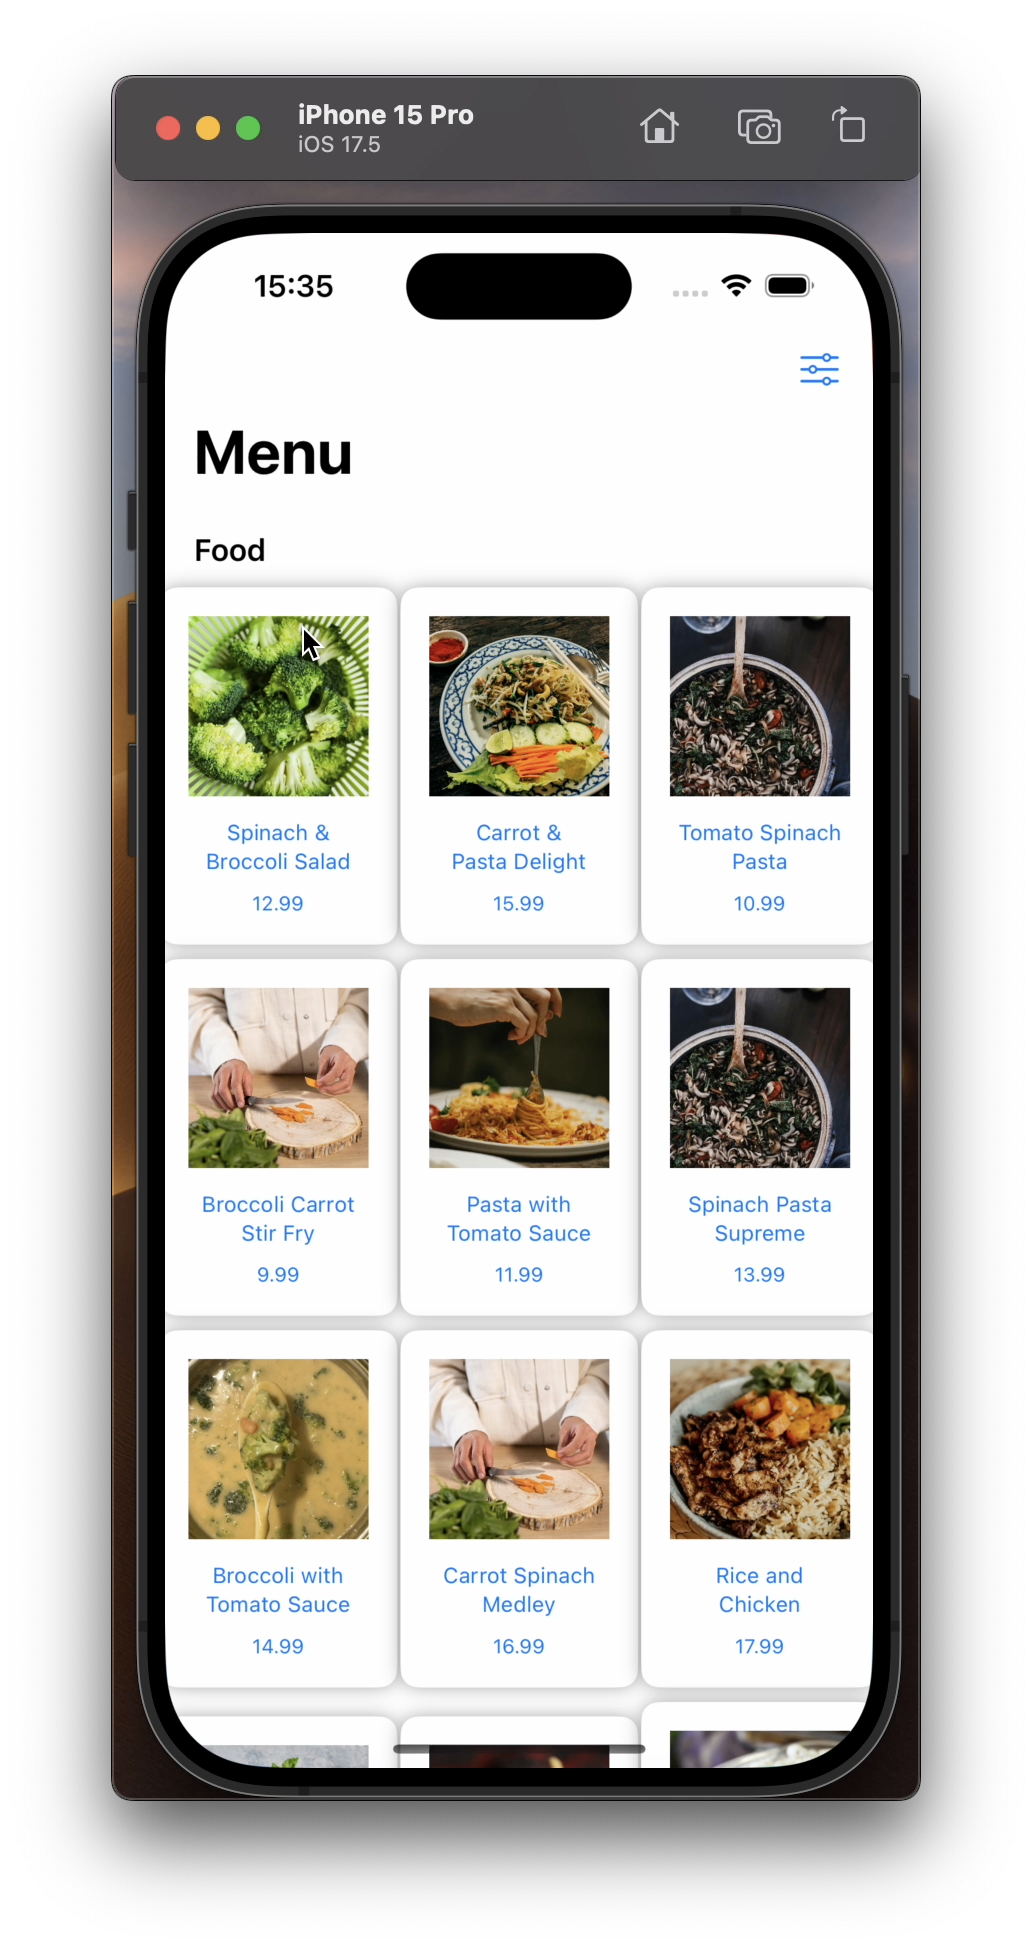 iPhone 15 Pro
iOS 17.5
15:35
Menu
Food
Spinach &
Broccoli Salad
12.99
Carrot &
Pasta Delight
15.99
Tomato Spinach
Pasta
10.99
Broccoli Carrot
Stir Fry
9.99
Pasta with
Tomato Sauce
11.99
Spinach Pasta
Supreme
13.99
Broccoli with
Tomato Sauce
14.99
Carrot Spinach
Medley
16.99
Rice and
Chicken
17.99